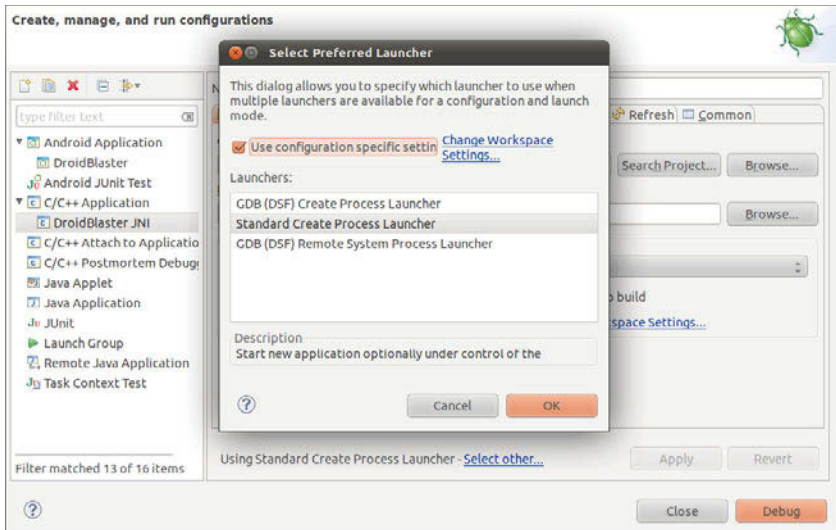 Create, manage, and run configurations
Select Preferred Launcher
This dialog allows you to specify which launcher to use when
multiple launchers are available for a configuration and launch
mode.
Use configuration specific settin
Change Workspace
Settings...
Launchers:
GDB (DSF) Create Process Launcher
Standard Create Process Launcher
GDB (DSF) Remote System Process Launcher
Description
Start new application optionally under control of the
Cancel
OK
type filter text
Android Application
DroidBlaster
Android JUnit Test
C/C++ Application
DroidBlaster JNI
C/C++ Attach to Applicatio
C/C++ Postmortem Debug
Java Applet
Java Application
JUnit
Launch Group
Remote Java Application
Task Context Test
Filter matched 13 of 16 items
N
Refresh
Common
Search Project...
Browse...
Browse...
build
space Settings...
Using Standard Create Process Launcher - Select other...
Apply
Revert
Close
Debug